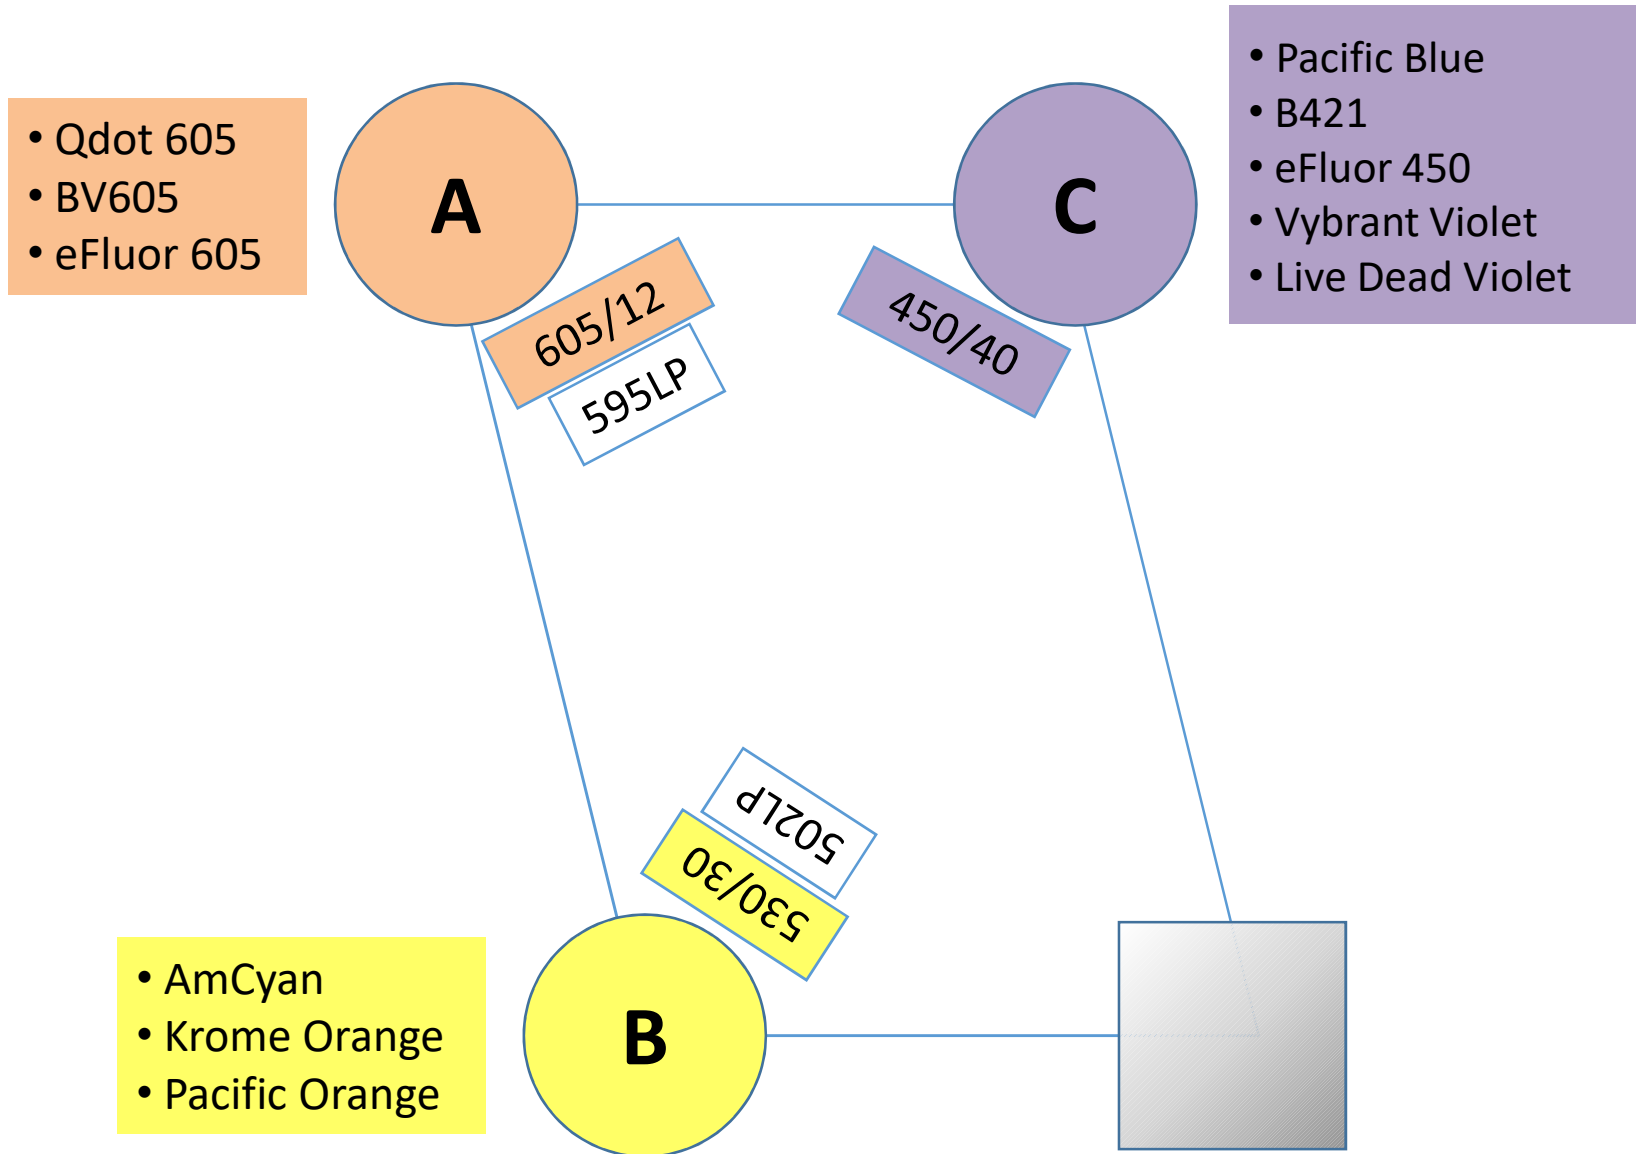 • Qdot 605
• BV605
• eFluor 605
A
605/12
595LP
C
450/40
• Pacific Blue
• B421
• eFluor 450
• Vybrant Violet
• Live Dead Violet
502LP
530/30
B
• AmCyan
• Krome Orange
• Pacific Orange